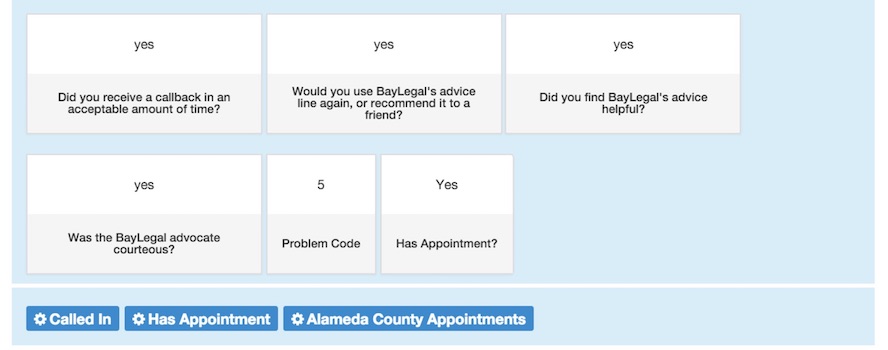 yes
Did you receive a callback in an
acceptable amount of time?
yes
Would you use BayLegal's advice
line again, or recommend it to a
friend?
yes
Did you find BayLegal's advice
helpful?
yes
Was the BayLegal advocate
courteous?
5
Problem Code
Yes
Has Appointment?
Called In
Has Appointment
Alameda County Appointments